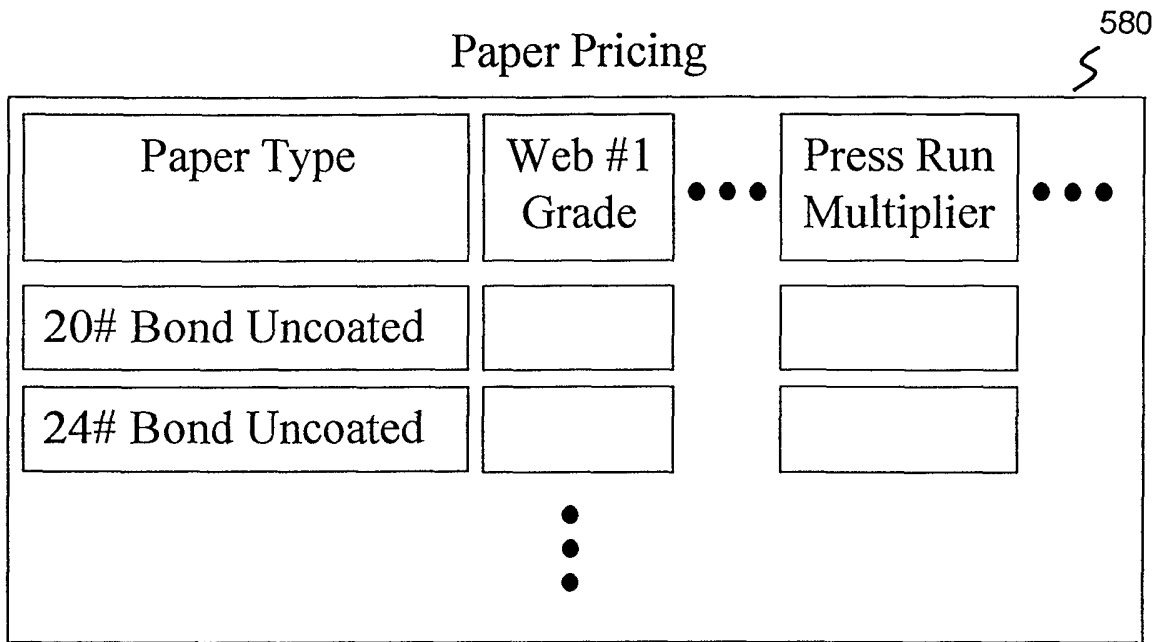 580
Paper Pricing
Paper Type
Web #1
Grade
Press Run
Multiplier
20# Bond Uncoated
24# Bond Uncoated